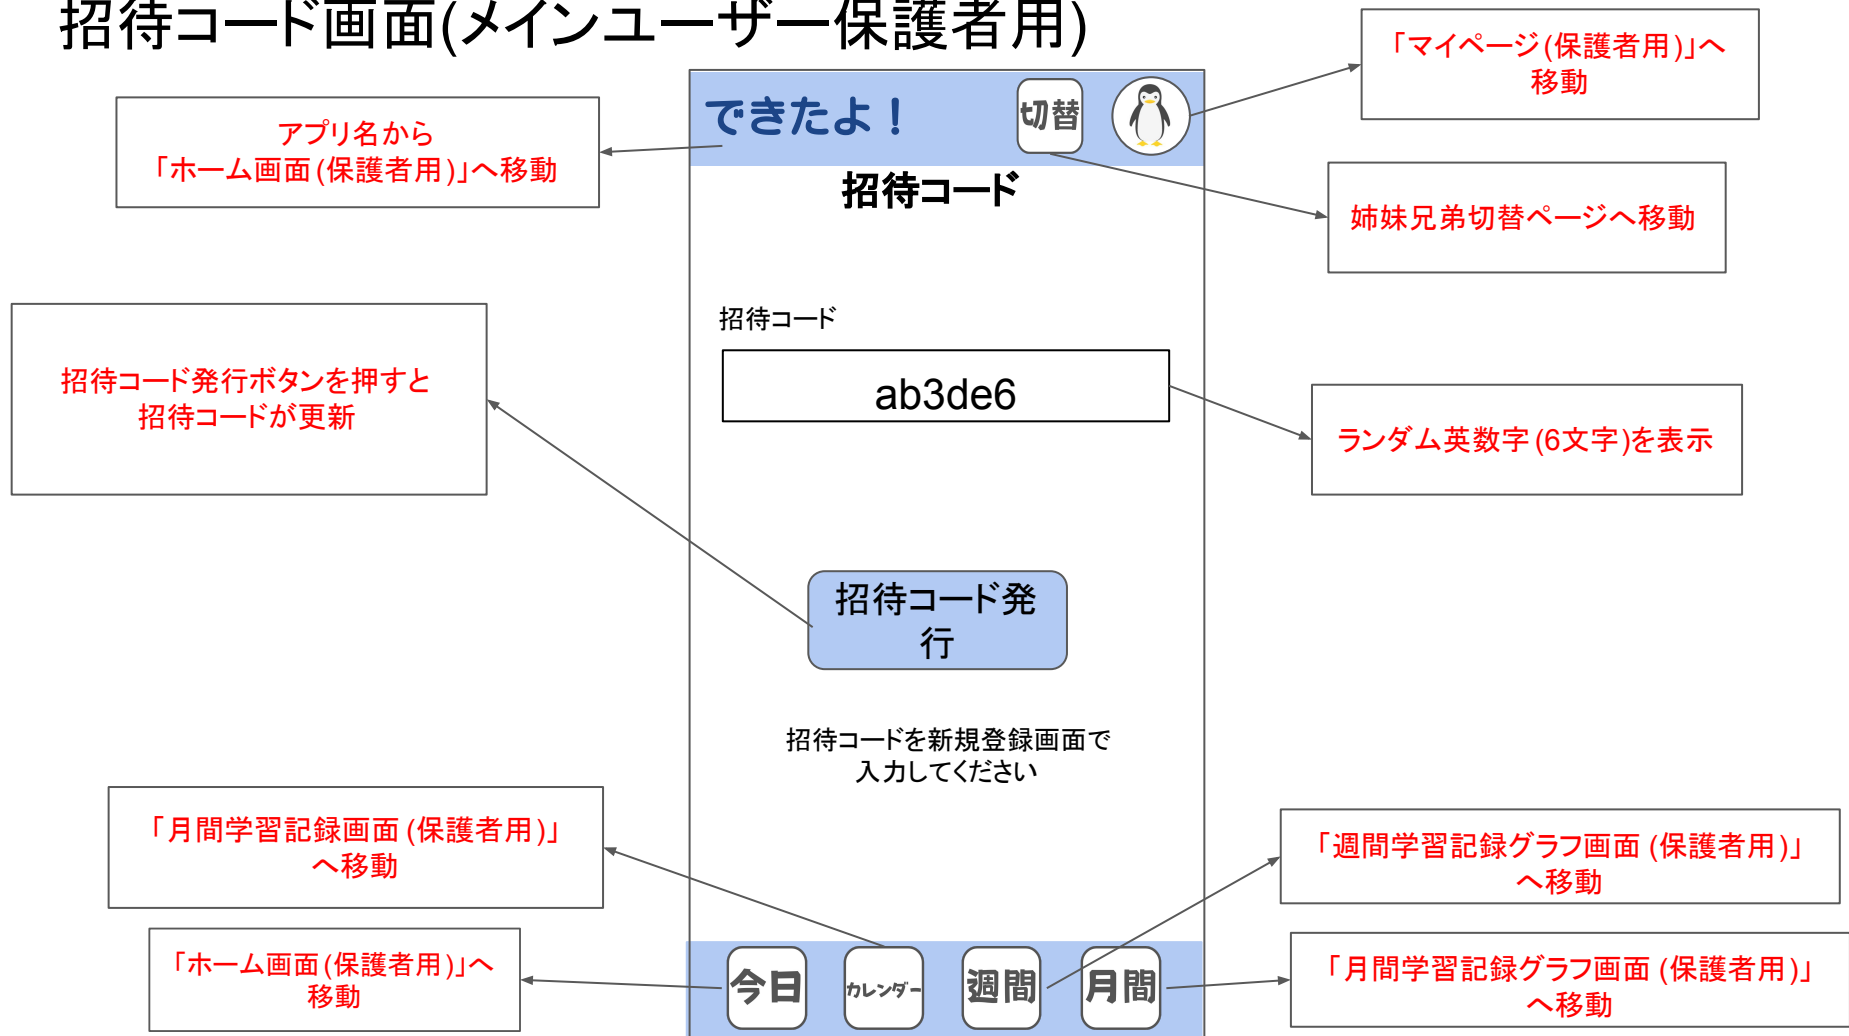 招待コード画面(メインユーザー保護者用)
「マイページ(保護者用)」へ
移動
アプリ名から
「ホーム画面(保護者用)」へ移動
できたよ！
切替
招待コード
姉妹兄弟切替ページへ移動
招待コード
ab3de6
招待コード発行ボタンを押すと
招待コードが更新
ランダム英数字(6文字)を表示
招待コード発
行
招待コードを新規登録画面で
入力してください
「月間学習記録画面(保護者用)」
へ移動
「週間学習記録グラフ画面(保護者用)」
へ移動
「ホーム画面(保護者用)」へ
移動
今日
カレンダー
週間
月間
「月間学習記録グラフ画面(保護者用)」
へ移動